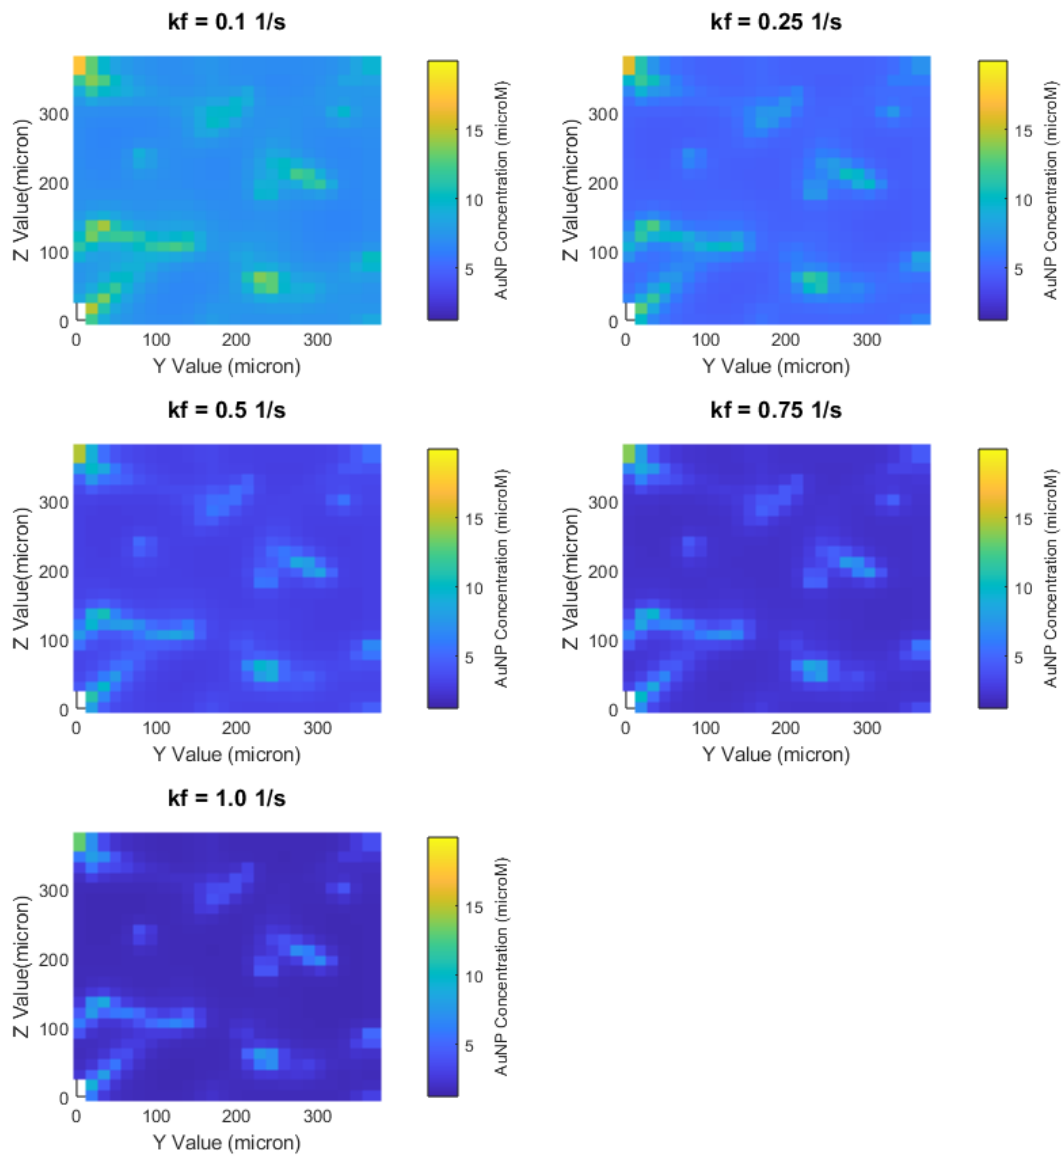 kf = 0.1 1/s
Z Value(micron)
300
200
100
0
0 100 200 300
Y Value (micron)
15
10
5
AuNP Concentration (microM)
kf = 0.25 1/s
Z Value(micron)
300
200
100
0
0 100 200 300
Y Value (micron)
15
10
5
AuNP Concentration (microM)
kf = 0.5 1/s
Z Value(micron)
300
200
100
0
0 100 200 300
Y Value (micron)
15
10
5
AuNP Concentration (microM)
kf = 0.75 1/s
Z Value(micron)
300
200
100
0
0 100 200 300
Y Value (micron)
15
10
5
AuNP Concentration (microM)
kf = 1.0 1/s
Z Value(micron)
300
200
100
0
0 100 200 300
Y Value (micron)
15
10
5
AuNP Concentration (microM)